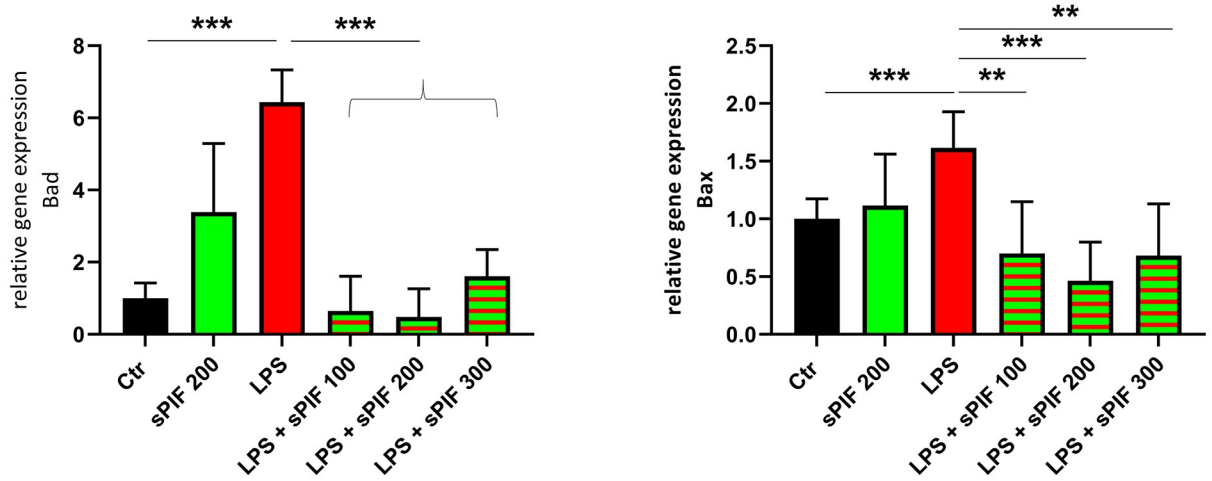 *** ***
8
6
4
2
0
relative gene expression
Bad
Ctr
sPIF 200
LPS
LPS + sPIF 100
LPS + sPIF 200
LPS + sPIF 300
**
***
*** **
2.5
2.0
1.5
1.0
0.5
0.0
relative gene expression
Bax
Ctr
sPIF 200
LPS
LPS + sPIF 100
LPS + sPIF 200
LPS + sPIF 300